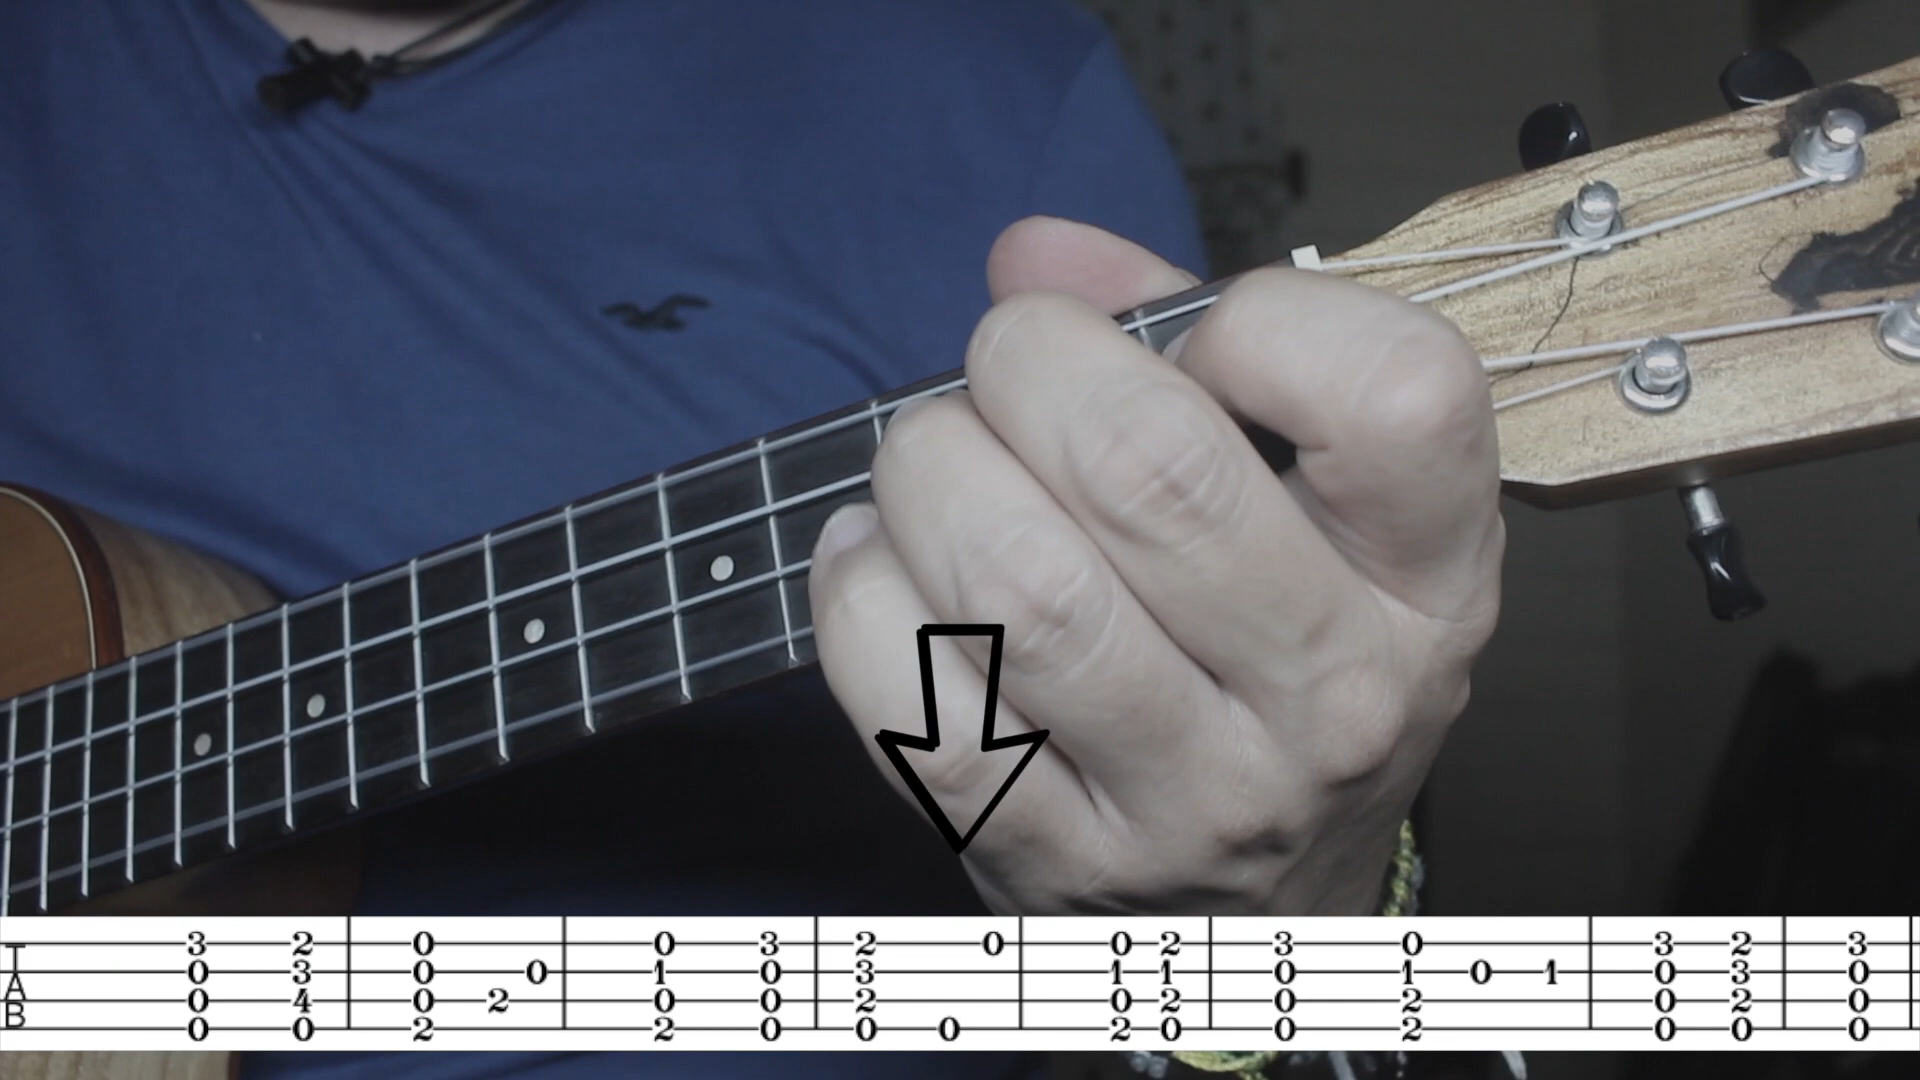 3 2 0 0 3 2 0 0 2 3 0 3 2 3
T 0 3 0 0 1 0 3 1 1 0 1 0 1 0 3 0
A 0 4 0 2 0 0 2 0 2 0 2 0 2 0
B 0 0 2 2 0 0 0 2 0 0 2 0 0 0